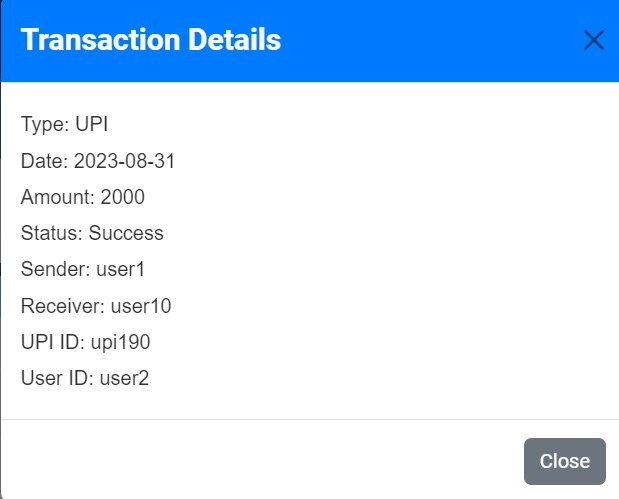 Transaction Details
Type: UPI
Date: 2023-08-31
Amount: 2000
Status: Success
Sender: user1
Receiver: user10
UPI ID: upi190
User ID: user2
Close